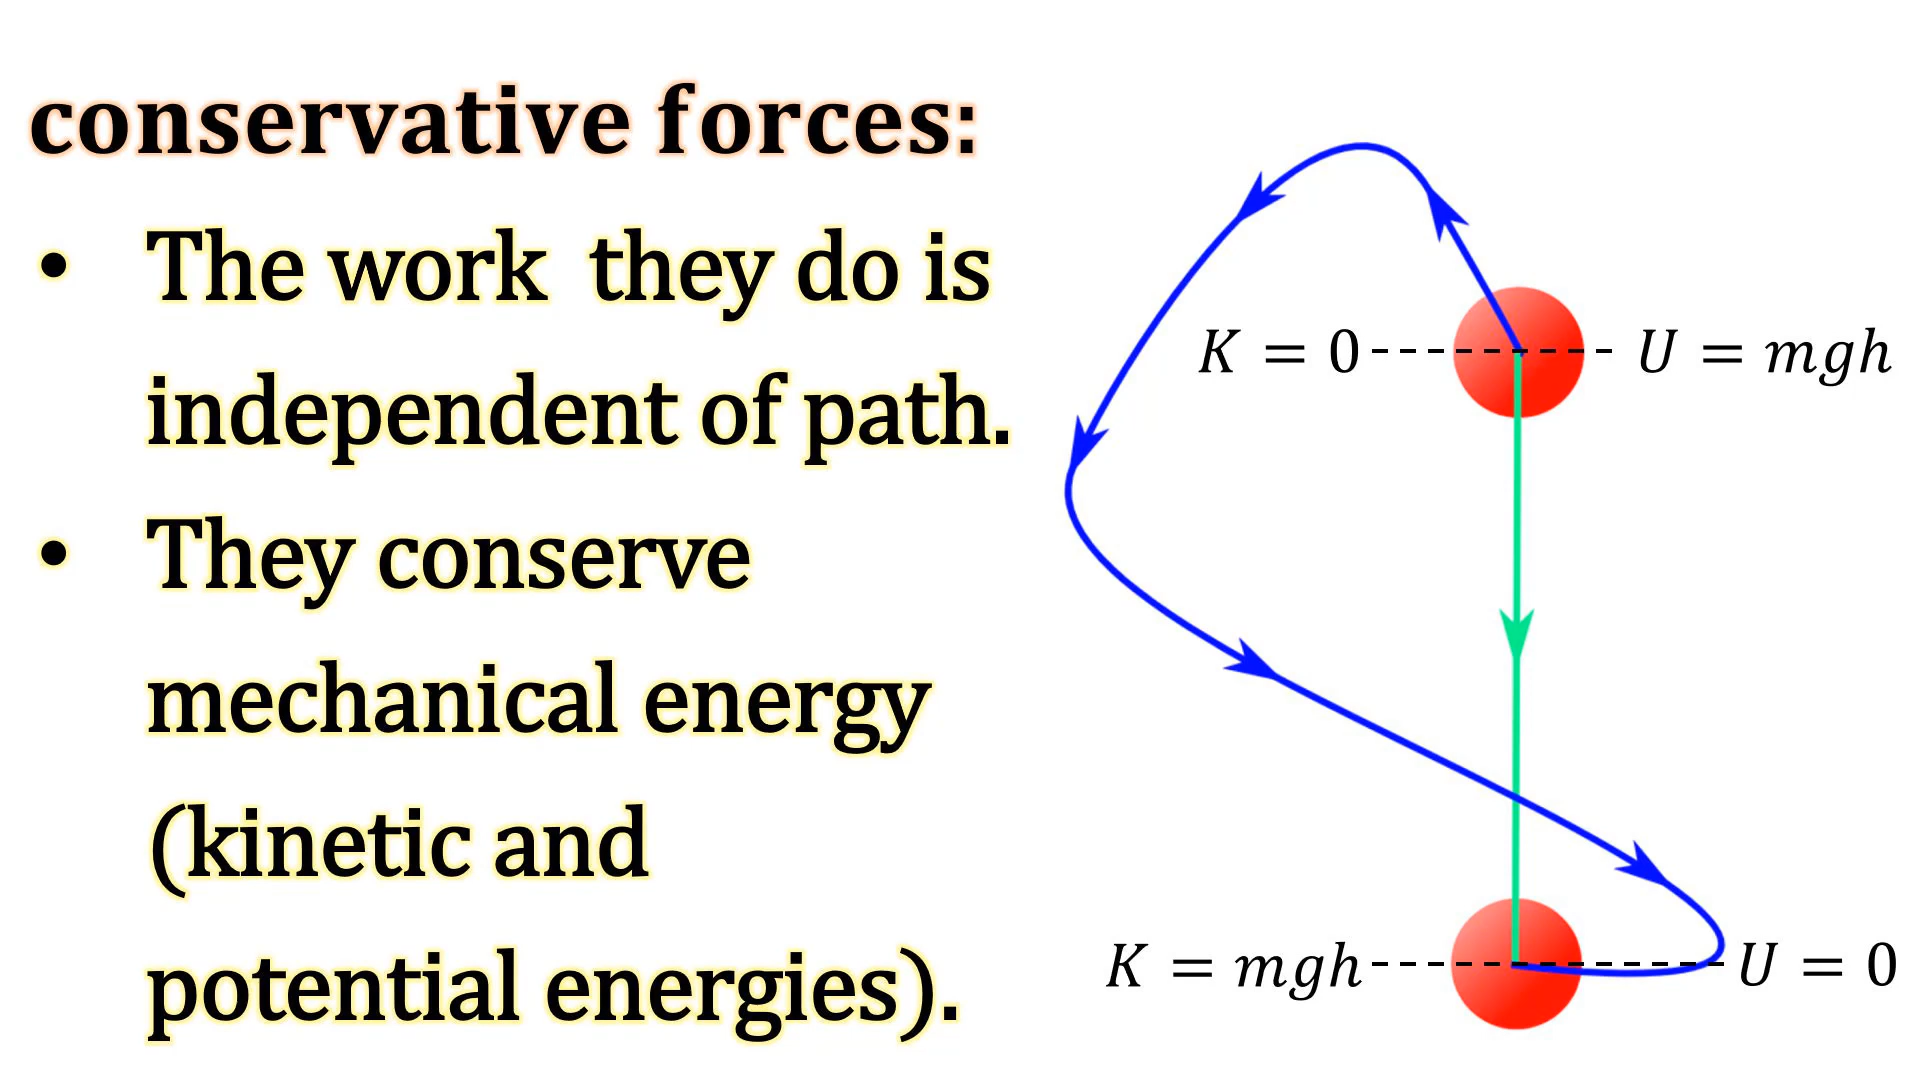 conservative forces:
• The work they do is
independent of path.
• They conserve
mechanical energy
(kinetic and
potential energies).
K = 0
U = mgh
K = mgh
U = 0